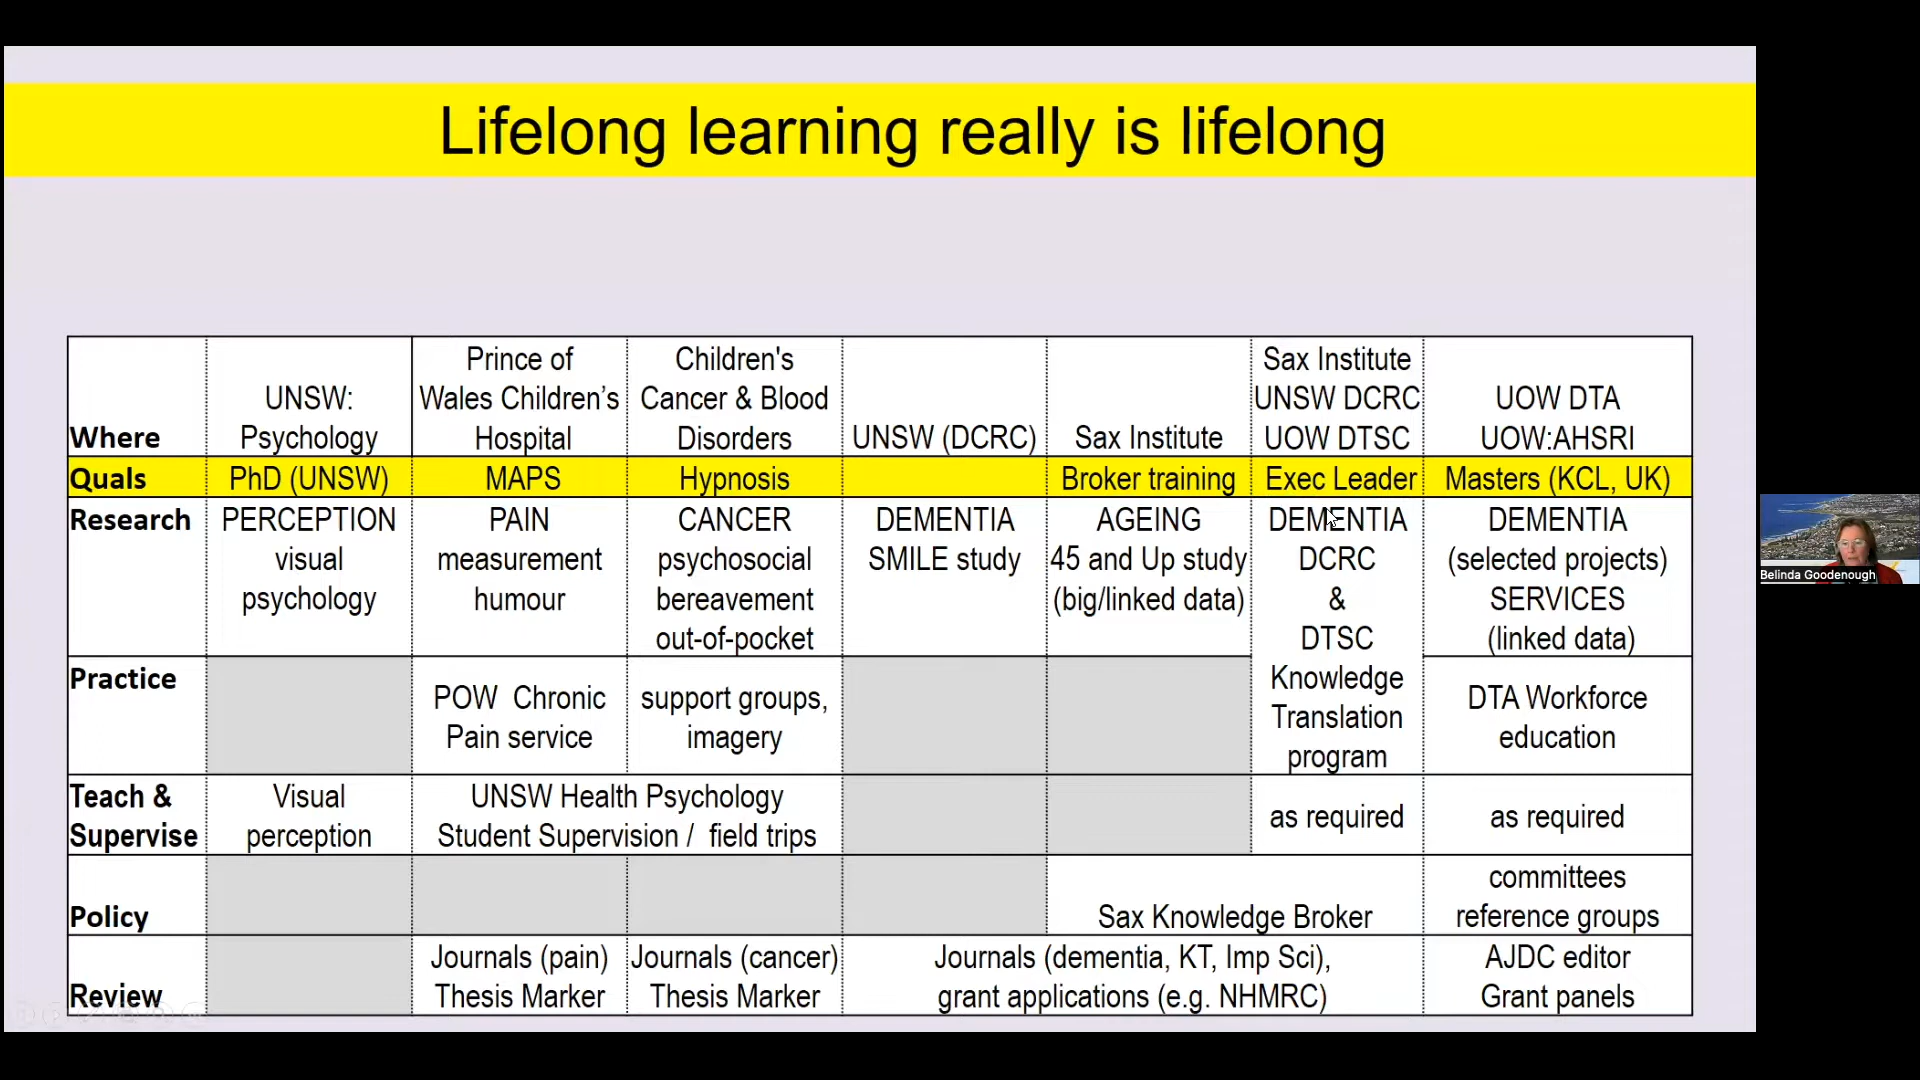 Lifelong learning really is lifelong
Where
UNSW:
Psychology
Prince of
Wales Children’s
Hospital
Children's
Cancer & Blood
Disorders
UNSW (DCRC)
Sax Institute
Sax Institute
UNSW DCRC
UOW DTSC
UOW DTA
UOW:AHSRI
Quals
PhD (UNSW)
MAPS
Hypnosis
Broker training
Exec Leader
Masters (KCL, UK)
Research
PERCEPTION
visual
psychology
PAIN
measurement
humour
CANCER
psychosocial
bereavement
out-of-pocket
DEMENTIA
SMILE study
AGEING
45 and Up study
(big/linked data)
DEMENTIA
DCRC
&
DTSC
Knowledge
Translation
program
DEMENTIA
(selected projects)
SERVICES
(linked data)
Practice
POW  Chronic
Pain service
support groups,
imagery
DTA Workforce
education
Teach &
Supervise
Visual
perception
UNSW Health Psychology
Student Supervision /  field trips
as required
as required
Policy
Sax Knowledge Broker
committees
reference groups
Review
Journals (pain)
Thesis Marker
Journals (cancer)
Thesis Marker
Journals (dementia, KT, Imp Sci),
grant applications (e.g. NHMRC)
AJDC editor
Grant panels
Belinda Goodenough